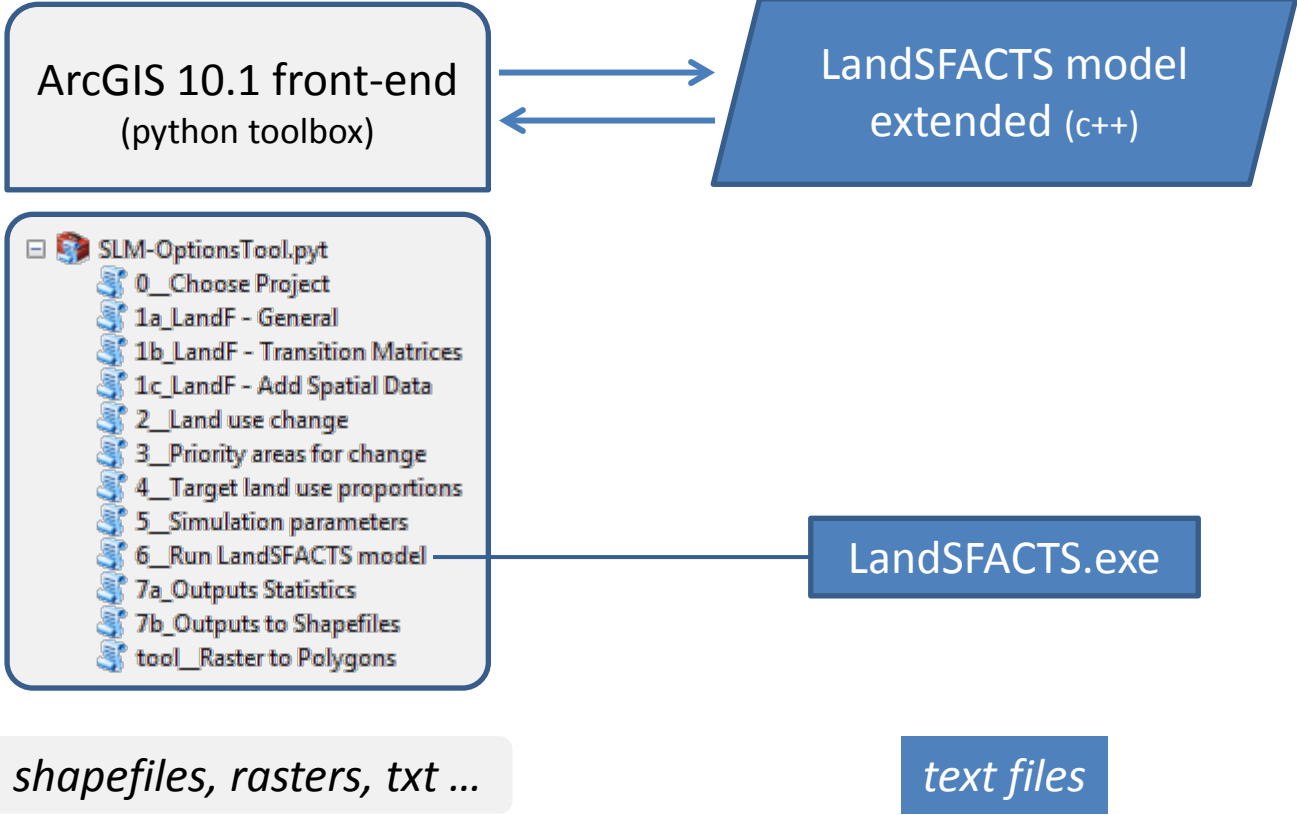 ArcGIS 10.1 front-end
(python toolbox)
LandSFACTS model
extended (c++)
SLM-OptionsTool.pyt
0__Choose Project
1a_LandF - General
1b_LandF - Transition Matrices
1c_LandF - Add Spatial Data
2__Land use change
3__Priority areas for change
4__Target land use proportions
5__Simulation parameters
6__Run LandSFACTS model
7a_Outputs Statistics
7b_Outputs to Shapefiles
tool__Raster to Polygons
LandSFACTS.exe
shapefiles, rasters, txt ...
text files